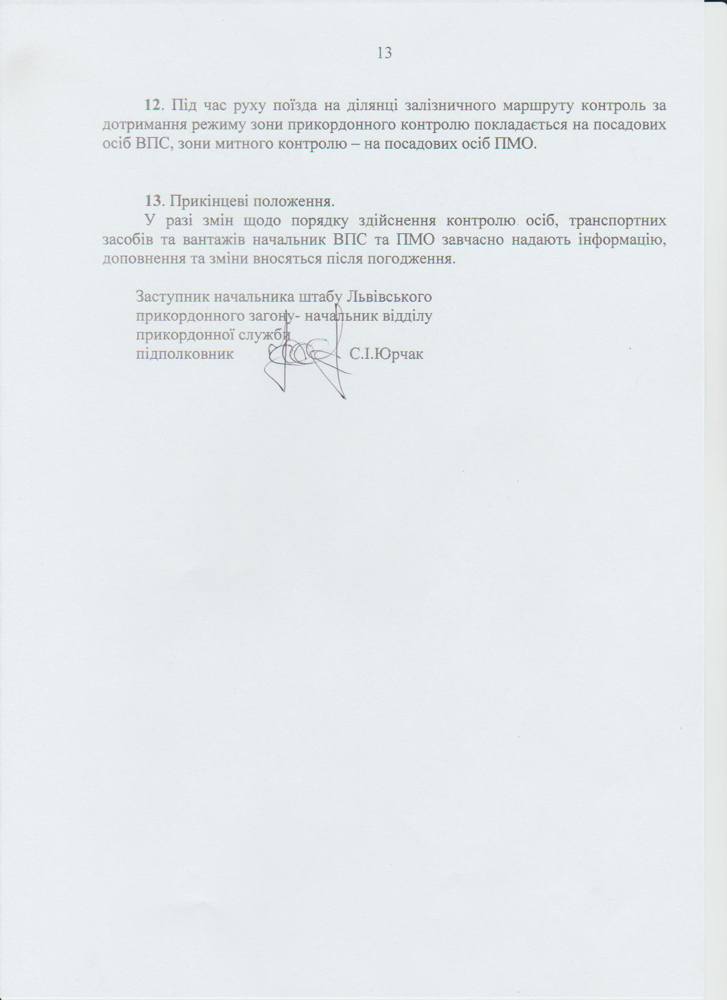 13
12. Під час руху поїзда на ділянці залізничного маршруту контроль за
дотримання режиму зони прикордонного контролю покладається на посадових
осіб ВПС, зони митного контролю – на посадових осіб ПМО.
13. Прикінцеві положення.
У разі змін щодо порядку здійснення контролю осіб, транспортних
засобів та вантажів начальник ВПС та ПМО завчасно надають інформацію,
доповнення та зміни вносяться після погодження.
Заступник начальника штабу Львівського
прикордонного загону- начальник відділу
прикордонної служби
підполковник С.І.Юрчак